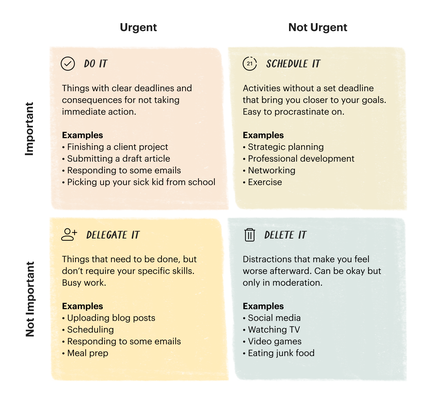 Urgent
Not Urgent
Important
DO IT
Things with clear deadlines and
consequences for not taking
immediate action.
Examples
• Finishing a client project
• Submitting a draft article
• Responding to some emails
• Picking up your sick kid from school
21
SCHEDULE IT
Activities without a set deadline
that bring you closer to your goals.
Easy to procrastinate on.
Examples
• Strategic planning
• Professional development
• Networking
• Exercise
Not Important
DELEGATE IT
Things that need to be done, but
don't require your specific skills.
Busy work.
Examples
• Uploading blog posts
• Scheduling
• Responding to some emails
• Meal prep
DELETE IT
Distractions that make you feel
worse afterward. Can be okay but
only in moderation.
Examples
• Social media
• Watching TV
• Video games
• Eating junk food